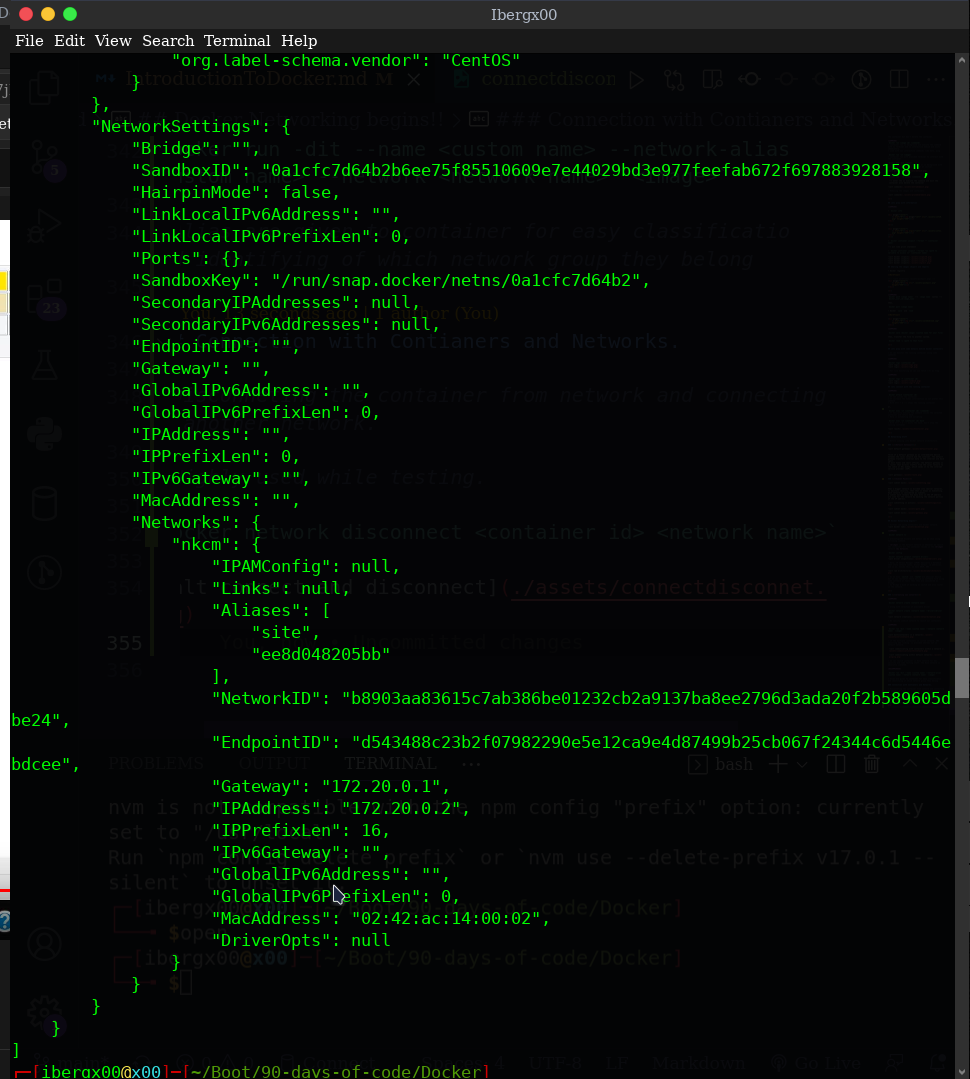 Ibergx00
File Edit View Search Terminal Help
"org.label-schema.vendor": "CentOS"
}
},
"NetworkSettings": {
"Bridge": "",
"SandboxID": "0a1cfc7d64b2b6ee75f85510609e7e44029bd3e977feefab672f697883928158",
"HairpinMode": false,
"LinkLocalIPv6Address": "",
"LinkLocalIPv6PrefixLen": 0,
"Ports": {},
"SandboxKey": "/run/snap.docker/netns/0a1cfc7d64b2",
"SecondaryIPAddresses": null,
"SecondaryIPv6Addresses": null,
"EndpointID": "",
"Gateway": "",
"GlobalIPv6Address": "",
"GlobalIPv6PrefixLen": 0,
"IPAddress": "",
"IPPrefixLen": 0,
"IPv6Gateway": "",
"MacAddress": "",
"Networks": {
"nkcm": {
"IPAMConfig": null,
"Links": null,
"Aliases": [
"site",
"ee8d048205bb"
],
"NetworkID": "b8903aa83615c7ab386be01232cb2a9137ba8ee2796d3ada20f2b589605d
be24",
"EndpointID": "d543488c23b2f07982290e5e12ca9e4d87499b25cb067f24344c6d5446e
bdcee",
"Gateway": "172.20.0.1",
"IPAddress": "172.20.0.2",
"IPPrefixLen": 16,
"IPv6Gateway": "",
"GlobalIPv6Address": "",
"GlobalIPv6PrefixLen": 0,
"MacAddress": "02:42:ac:14:00:02",
"DriverOpts": null
}
}
}
}
]
[ibergx00@x00]─[~/Boot/90-days-of-code/Docker]